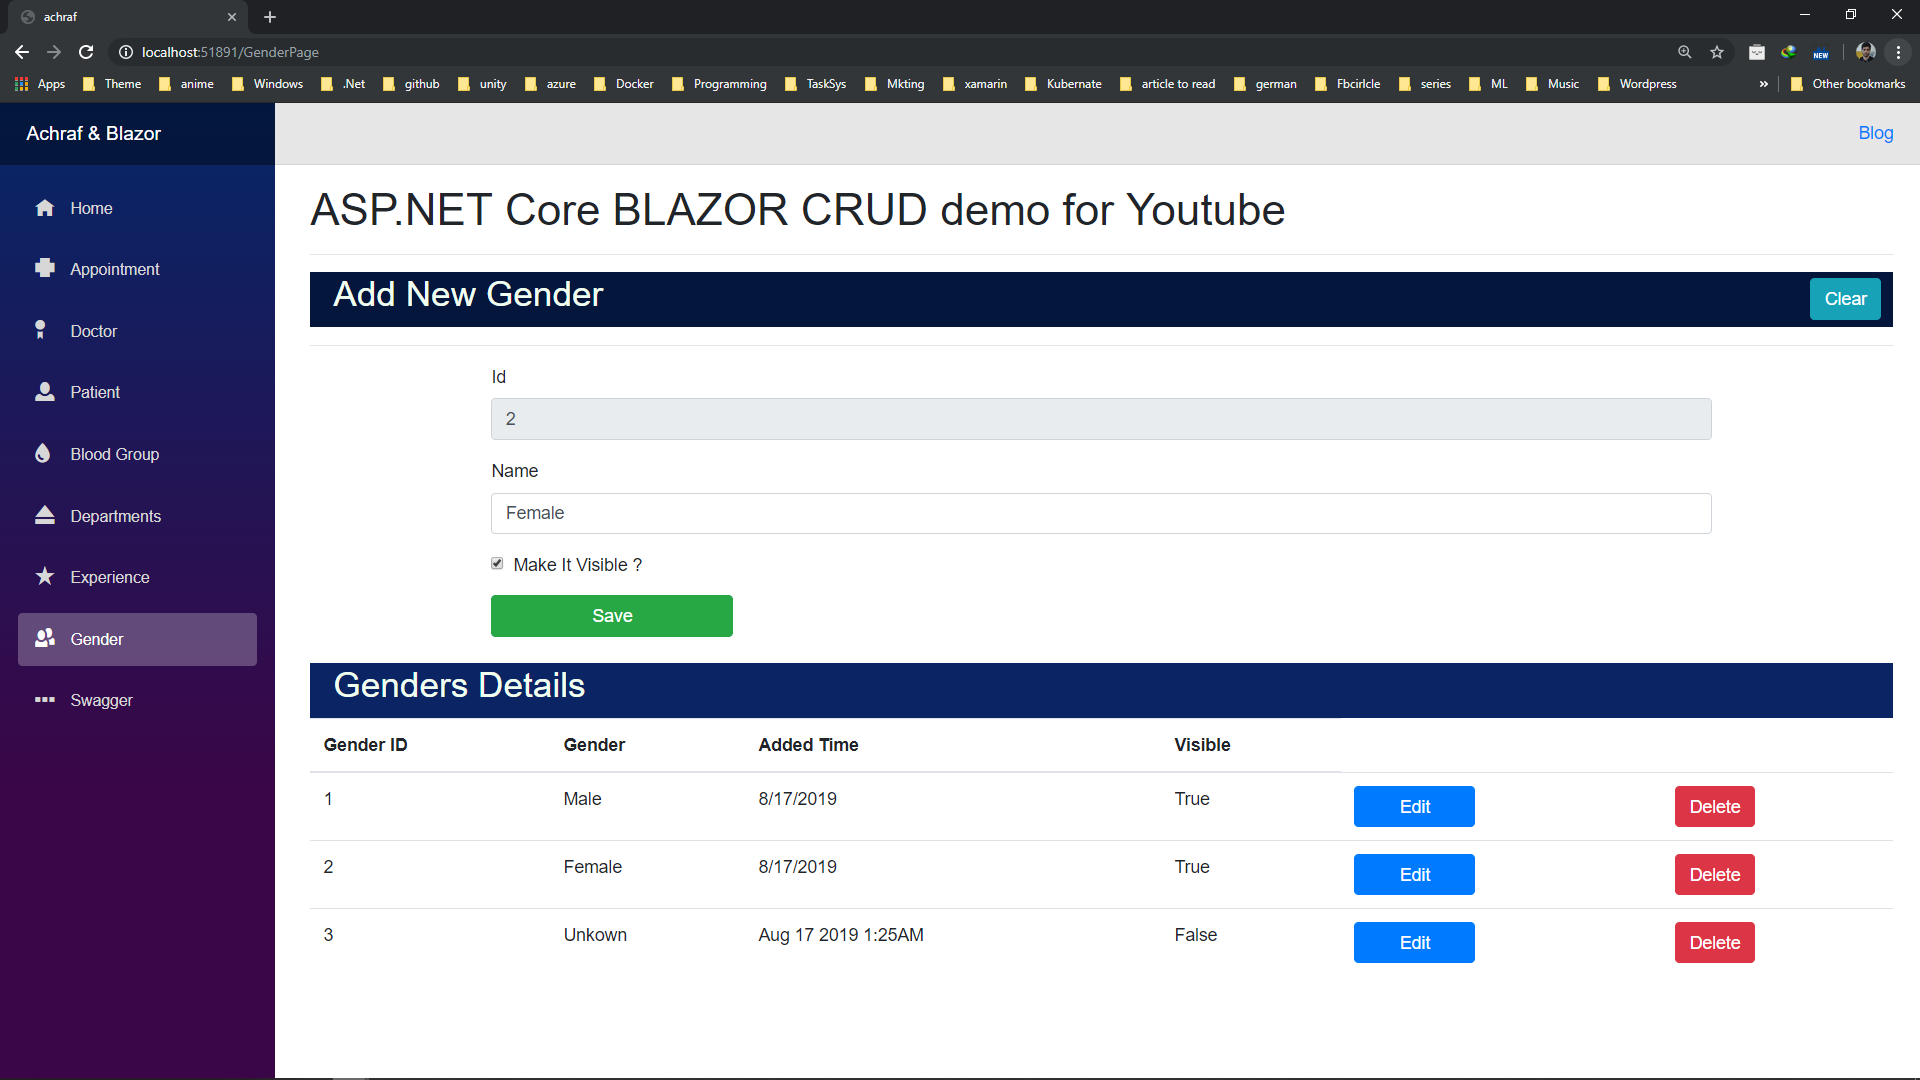 achraf
localhost:51891/GenderPage
NEW
Apps Theme anime Windows .Net github unity azure Docker Programming TaskSys Mkting xamarin Kubernate article to read german Fbcirlcle series ML Music Wordpress » Other bookmarks
Achraf & Blazor
Blog
Home
Appointment
Doctor
Patient
Blood Group
Departments
Experience
Gender
Swagger
ASP.NET Core BLAZOR CRUD demo for Youtube
Add New Gender
Clear
Id
2
Name
Female
Make It Visible ?
Save
Genders Details
Gender ID Gender Added Time Visible
1 Male 8/17/2019 True Edit Delete
2 Female 8/17/2019 True Edit Delete
3 Unkown Aug 17 2019 1:25AM False Edit Delete